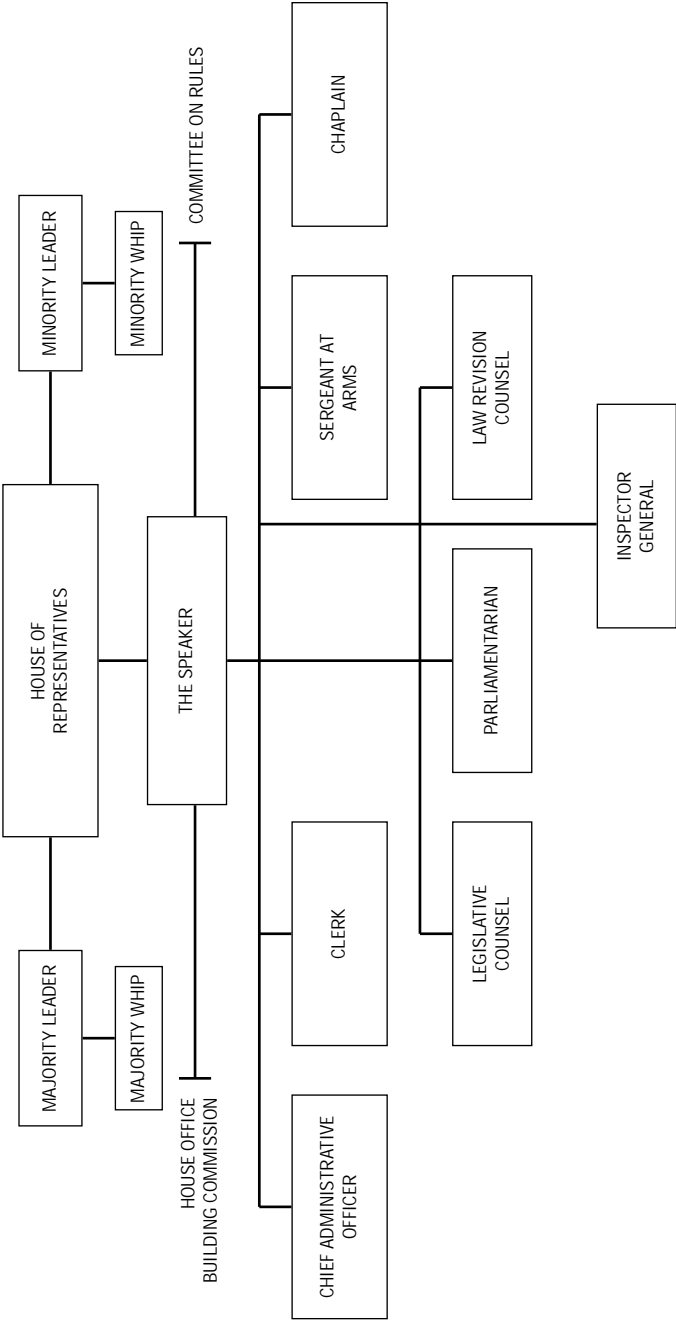 HOUSE OF
REPRESENTATIVES
MAJORITY LEADER
MINORITY LEADER
MAJORITY WHIP
MINORITY WHIP
THE SPEAKER
HOUSE OFFICE
BUILDING COMMISSION
COMMITTEE ON RULES
CHIEF ADMINISTRATIVE
OFFICER
CLERK
SERGEANT AT
ARMS
CHAPLAIN
LEGISLATIVE
COUNSEL
PARLIAMENTARIAN
LAW REVISION
COUNSEL
INSPECTOR
GENERAL